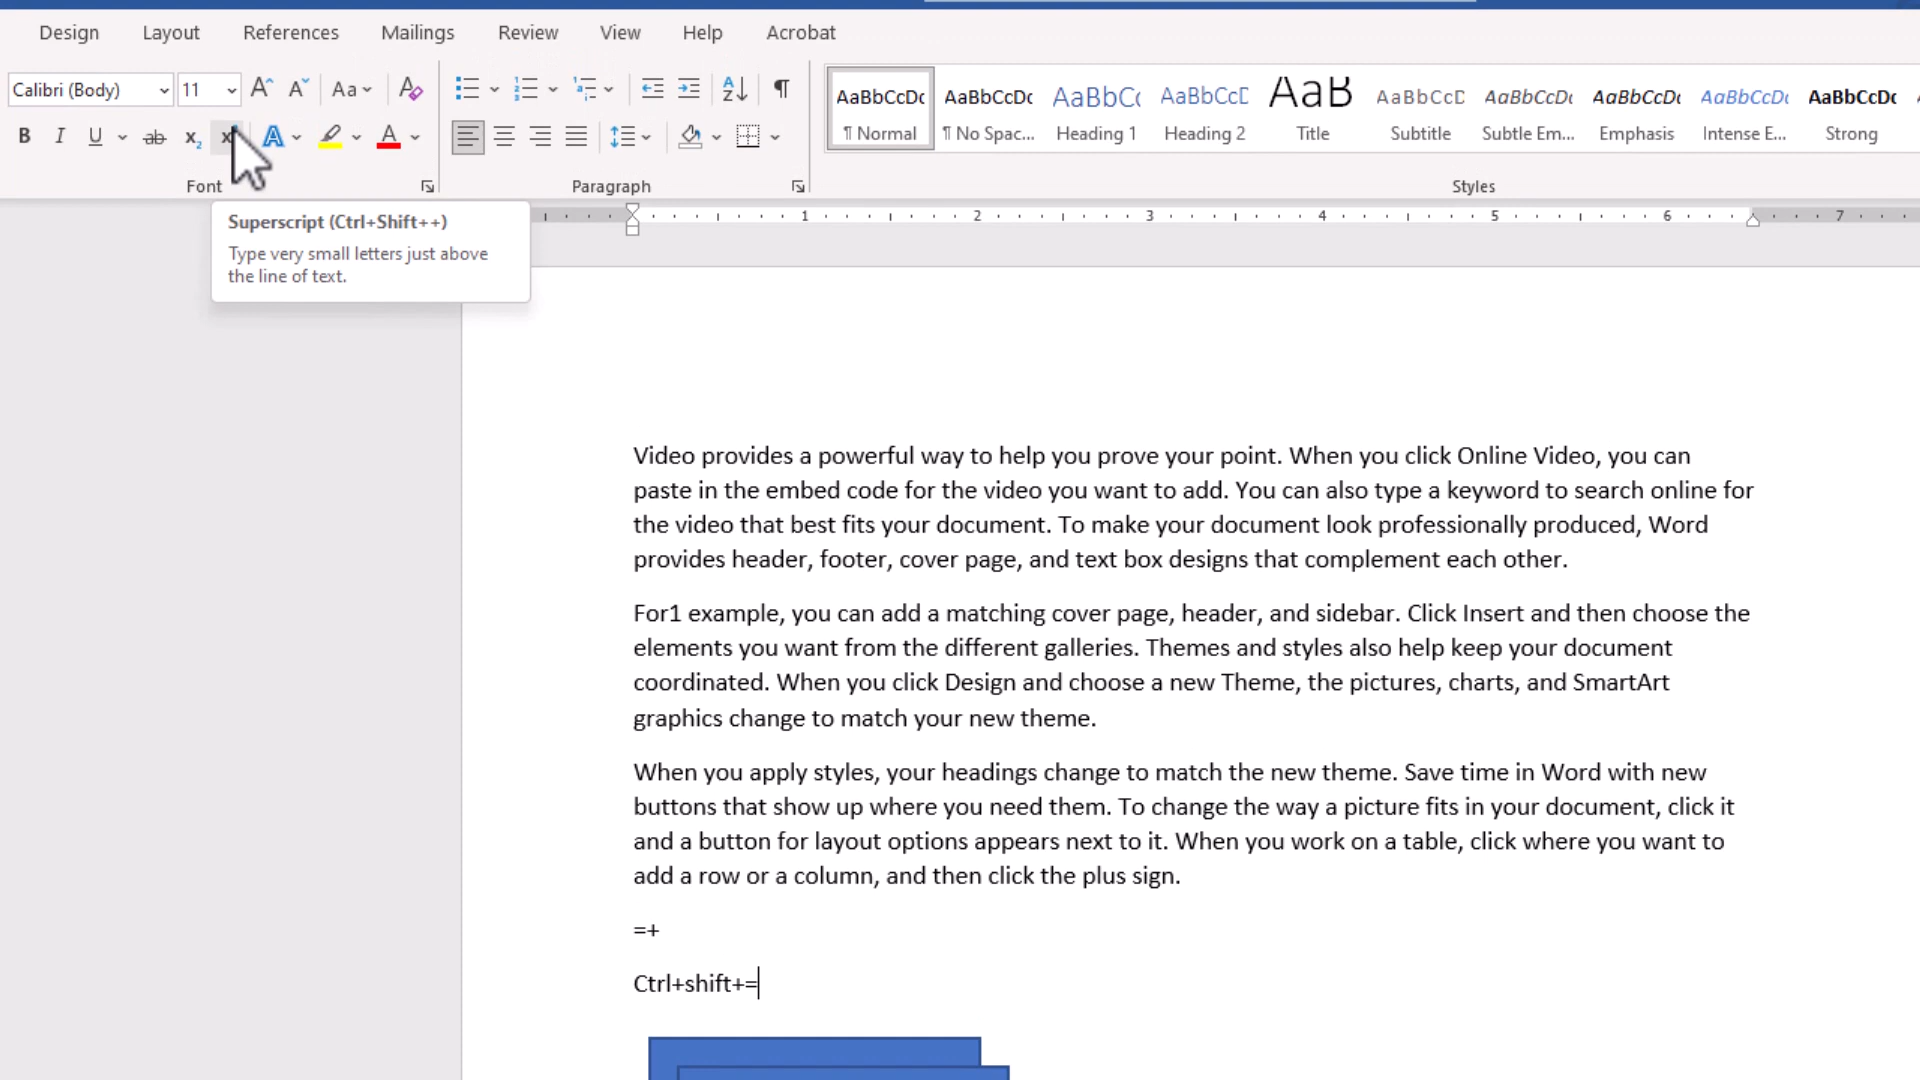 Design Layout References Mailings Review View Help Acrobat
Calibri (Body) 11 Aa
AaBbCcDc AaBbCcDc AaBbC( AaBbCcD AaB AaBbCcD AaBbCcDc AaBbCcDc AaBbCcDc AaBbCcDc
B I U ab x₂ A A
¶ Normal ¶ No Spac... Heading 1 Heading 2 Title Subtitle Subtle Em... Emphasis Intense E... Strong
Font Paragraph Styles
1 2 3 4 5 6 7
Superscript (Ctrl+Shift++)
Type very small letters just above
the line of text.
Video provides a powerful way to help you prove your point. When you click Online Video, you can
paste in the embed code for the video you want to add. You can also type a keyword to search online for
the video that best fits your document. To make your document look professionally produced, Word
provides header, footer, cover page, and text box designs that complement each other.
For1 example, you can add a matching cover page, header, and sidebar. Click Insert and then choose the
elements you want from the different galleries. Themes and styles also help keep your document
coordinated. When you click Design and choose a new Theme, the pictures, charts, and SmartArt
graphics change to match your new theme.
When you apply styles, your headings change to match the new theme. Save time in Word with new
buttons that show up where you need them. To change the way a picture fits in your document, click it
and a button for layout options appears next to it. When you work on a table, click where you want to
add a row or a column, and then click the plus sign.
=+
Ctrl+shift+=